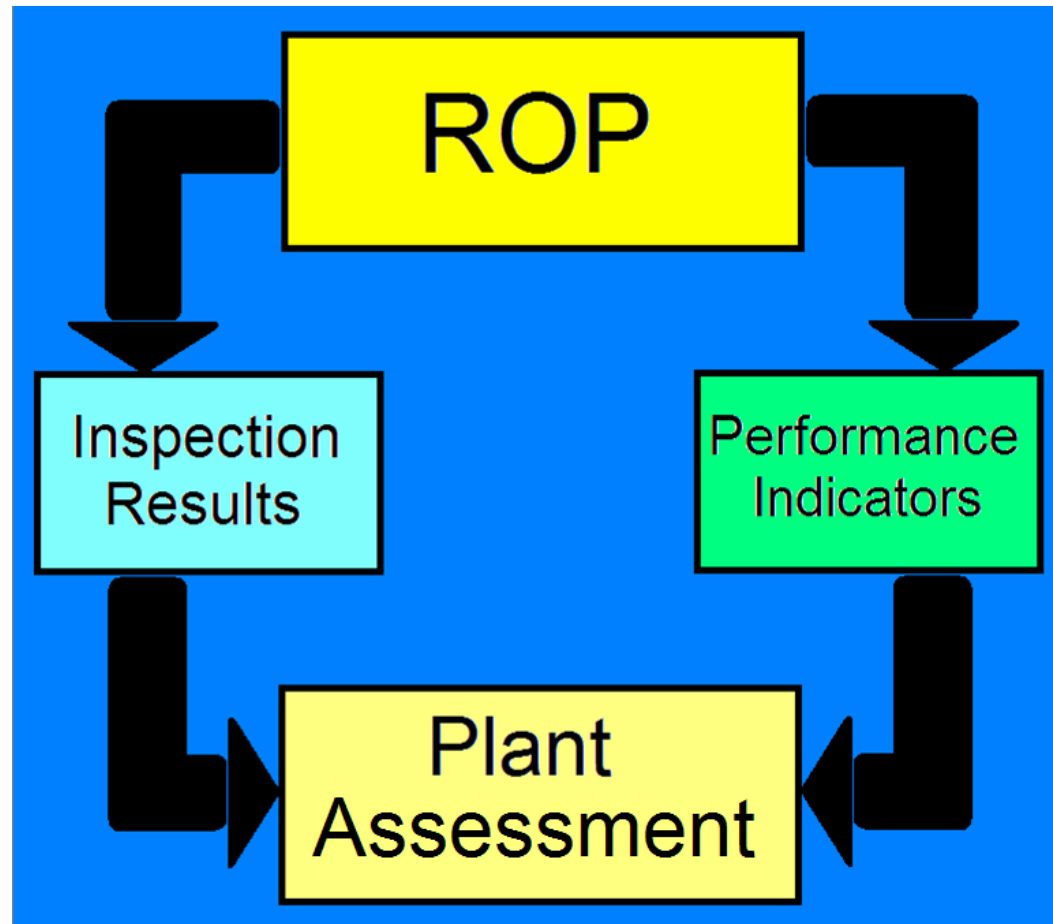 ROP
Inspection
Results
Performance
Indicators
Plant
Assessment